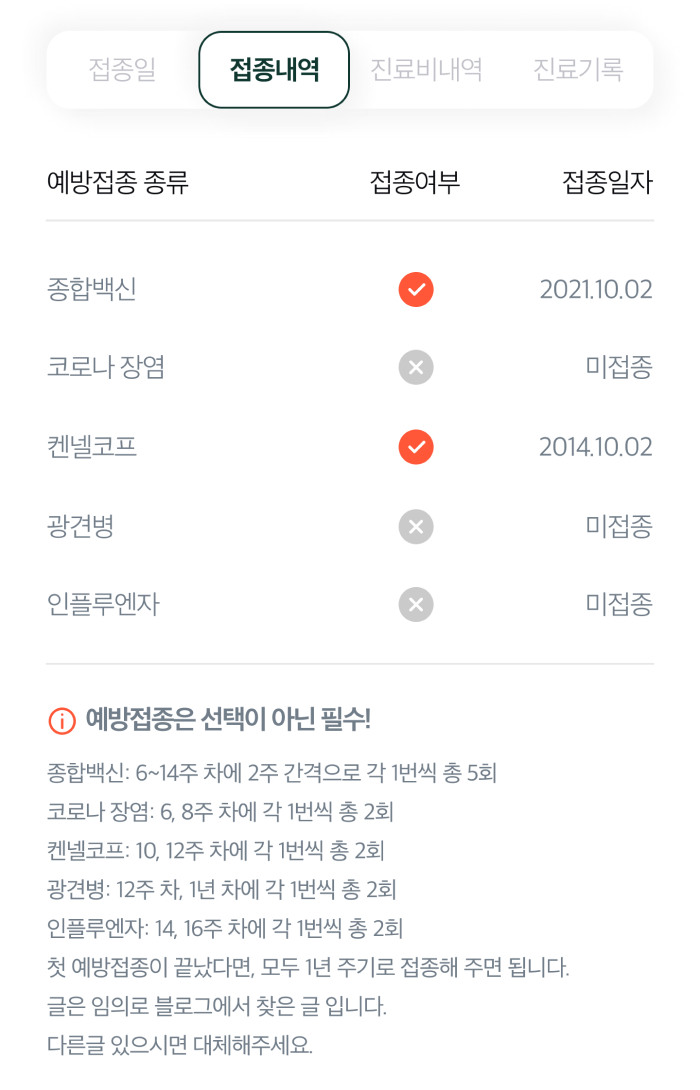 접종일 접종내역 진료비내역 진료기록
예방접종 종류 접종여부 접종일자
종합백신 2021.10.02
코로나 장염 미접종
켄넬코프 2014.10.02
광견병 미접종
인플루엔자 미접종
예방접종은 선택이 아닌 필수!
종합백신: 6~14주 차에 2주 간격으로 각 1번씩 총 5회
코로나 장염: 6, 8주 차에 각 1번씩 총 2회
켄넬코프: 10, 12주 차에 각 1번씩 총 2회
광견병: 12주 차, 1년 차에 각 1번씩 총 2회
인플루엔자: 14, 16주 차에 각 1번씩 총 2회
첫 예방접종이 끝났다면, 모두 1년 주기로 접종해 주면 됩니다.
글은 임의로 블로그에서 찾은 글 입니다.
다른글 있으시면 대체해주세요.